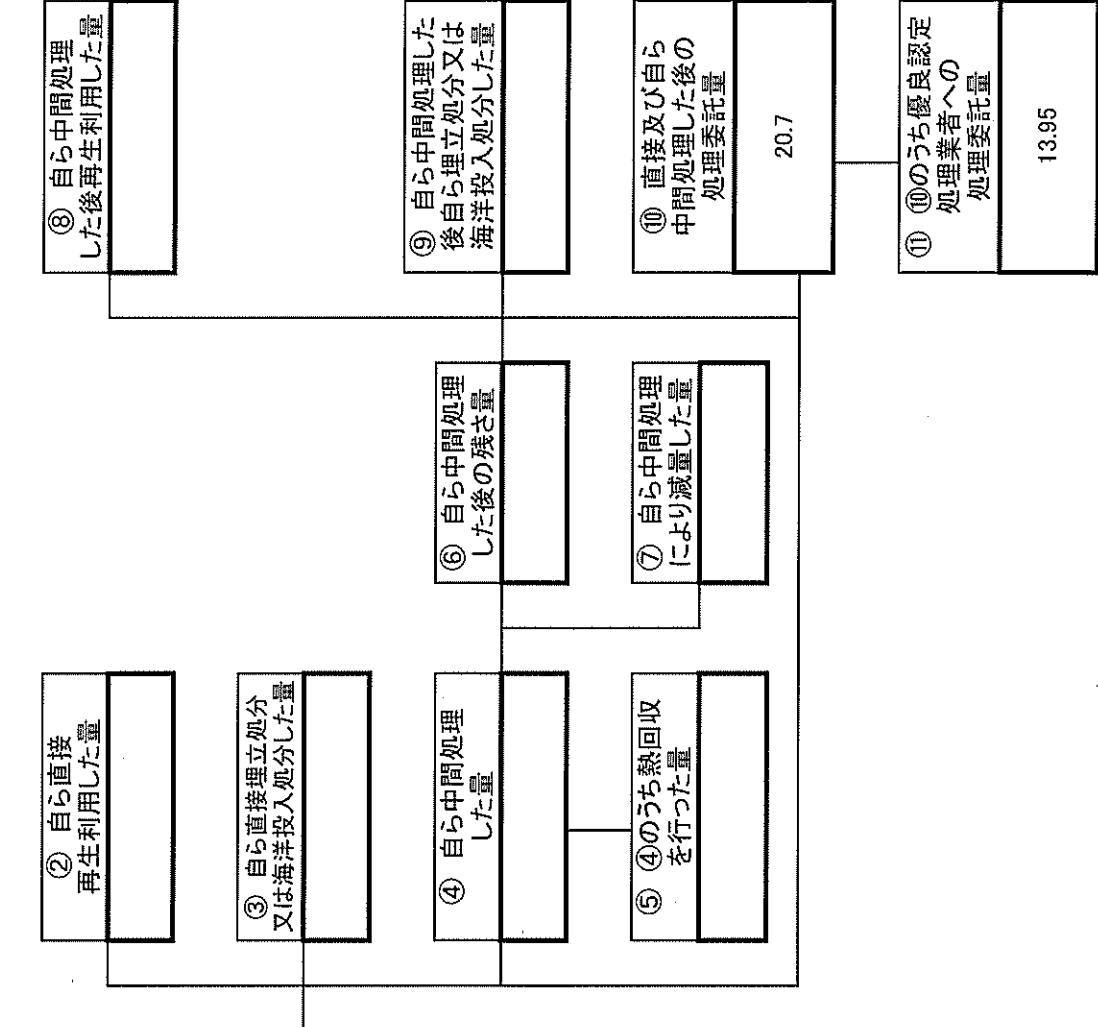 ② 自ら直接
再生利用した量
③ 自ら直接埋立処分
又は海洋投入処分した量
④ 自ら中間処理
した量
⑤ ④のうち熱回収
を行った量
⑥ 自ら中間処理
した後の残さ量
⑦ 自ら中間処理
により減量した量
⑧ 自ら中間処理
した後再生利用した量
⑨ 自ら中間処理した
後自ら埋立処分又は
海洋投入処分した量
⑩ 直接及び自ら
中間処理した後の
処理委託量
20.7
⑪ ⑩のうち優良認定
処理業者への
処理委託量
13.95